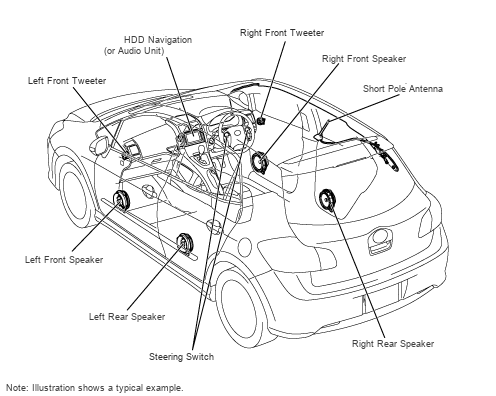 Right Front Tweeter
HDD Navigation
(or Audio Unit)
Right Front Speaker
Left Front Tweeter
Short Pole Antenna
Left Front Speaker
Left Rear Speaker
Right Rear Speaker
Steering Switch
Note: Illustration shows a typical example.